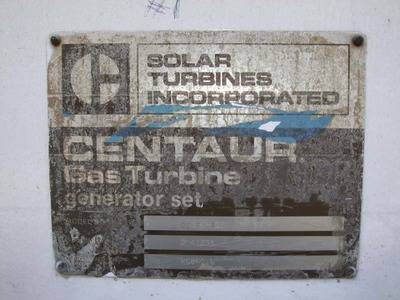 SOLAR
TURBINES
INCORPORATED
CENTAUR
Gas Turbine
generator set